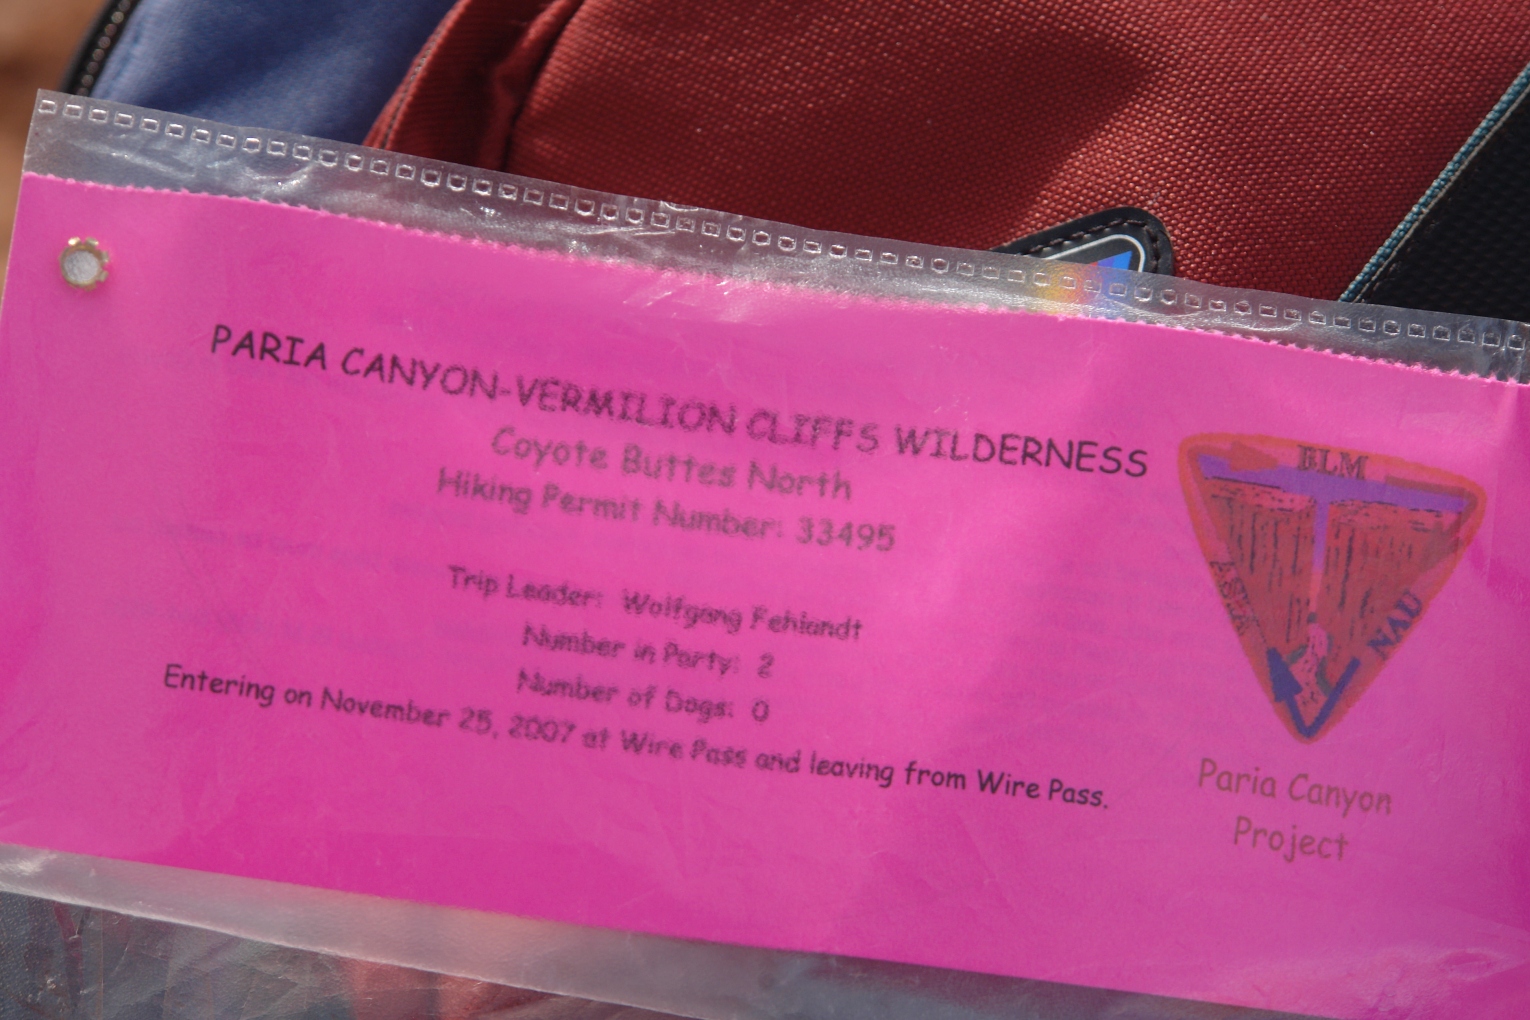 PARIA CANYON-VERMILION CLIFFS WILDERNESS
Coyote Buttes North
Hiking Permit Number: 33495
Trip Leader: Wolfgang Fehlandt
Number in Party: 2
Number of Dogs: 0
Entering on November 25, 2007 at Wire Pass and leaving from Wire Pass.
BLM
NAU
Paria Canyon
Project